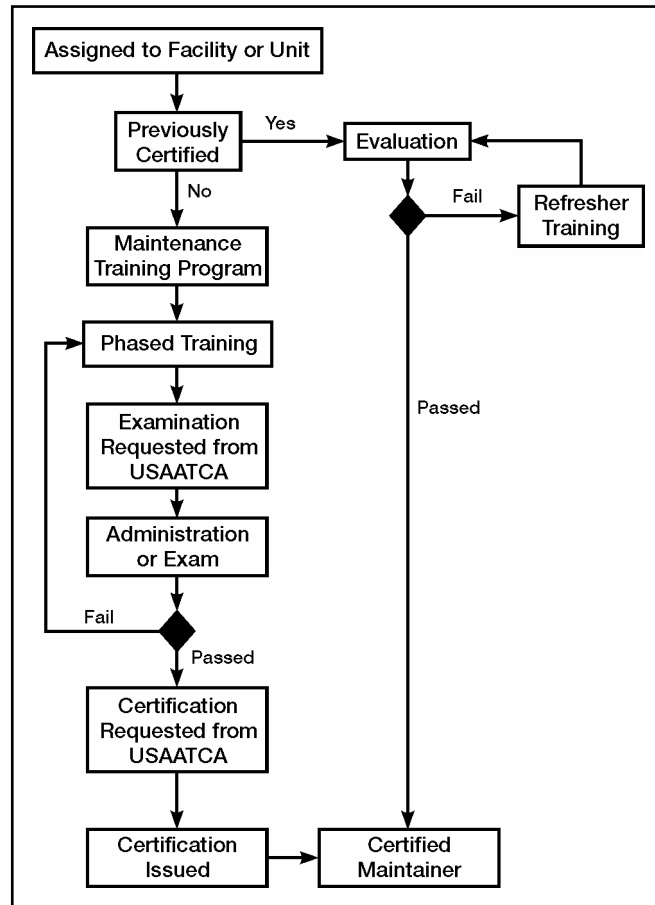 Assigned to Facility or Unit
Previously
Certified
Yes
Evaluation
No
Fail
Refresher
Training
Maintenance
Training Program
Phased Training
Passed
Examination
Requested from
USAATCA
Administration
or Exam
Fail
Passed
Certification
Requested from
USAATCA
Certification
Issued
Certified
Maintainer